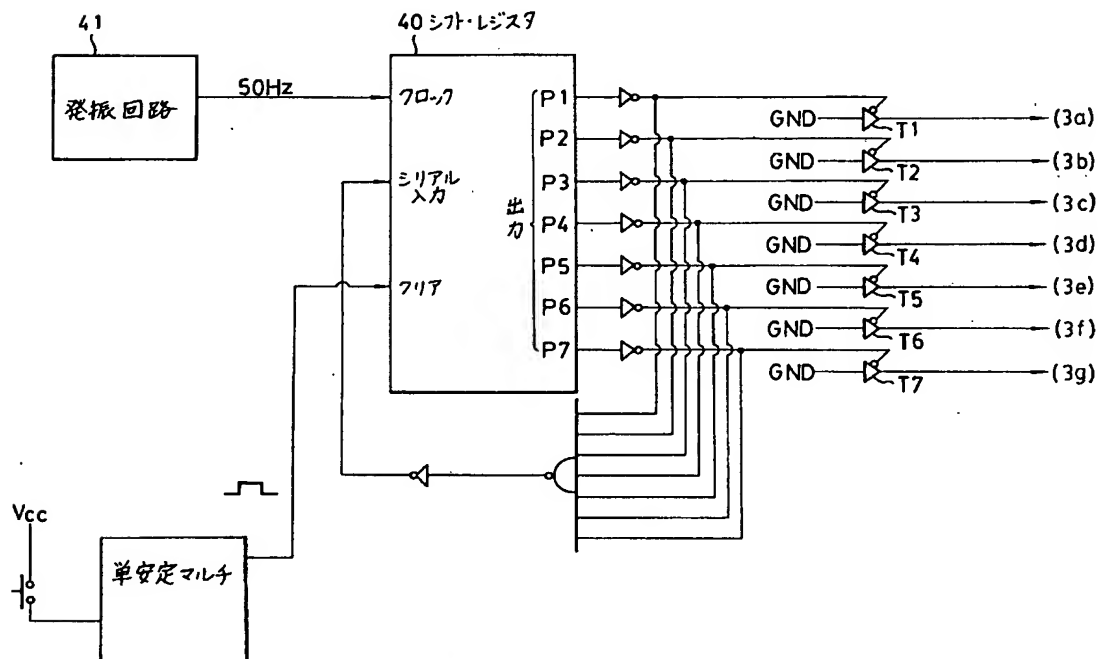 41
発振回路
50Hz
40 シフト・レジスタ
クロック
シリアル
入力
クリア
出力
P1
P2
P3
P4
P5
P6
P7
GND
T1
(3a)
GND
T2
(3b)
GND
T3
(3c)
GND
T4
(3d)
GND
T5
(3e)
GND
T6
(3f)
GND
T7
(3g)
Vcc
単安定マルチ